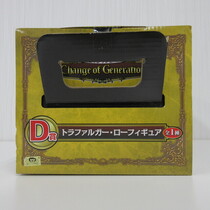 Change of Generatio
D賞
トラファルガー・ローフィギュア
全1種